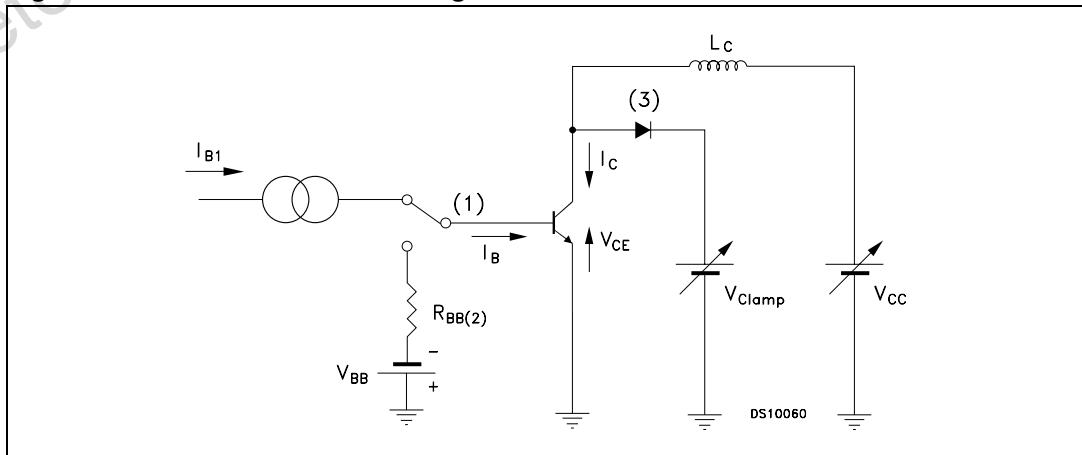 L_C
(3)
I_B1
I_C
(1)
I_B
V_CE
R_BB(2)
V_Clamp
V_CC
V_BB
-
+
DS10060